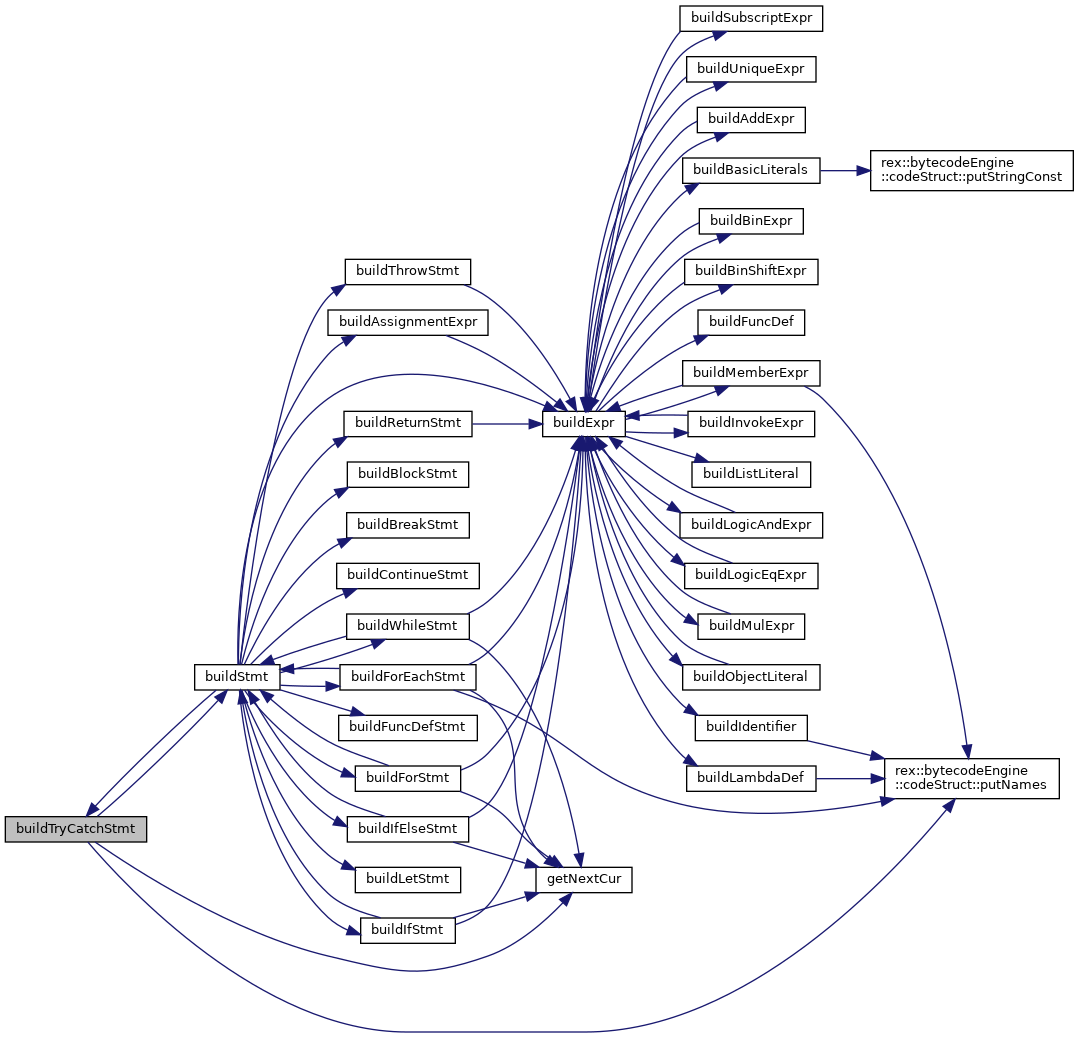 buildSubscriptExpr
buildUniqueExpr
buildAddExpr
buildBasicLiterals
rex::bytecodeEngine
::codeStruct::putStringConst
buildBinExpr
buildThrowStmt
buildBinShiftExpr
buildAssignmentExpr
buildFuncDef
buildMemberExpr
buildReturnStmt
buildExpr
buildInvokeExpr
buildBlockStmt
buildListLiteral
buildBreakStmt
buildLogicAndExpr
buildContinueStmt
buildLogicEqExpr
buildWhileStmt
buildMulExpr
buildStmt
buildForEachStmt
buildObjectLiteral
buildFuncDefStmt
buildIdentifier
buildForStmt
buildLambdaDef
rex::bytecodeEngine
::codeStruct::putNames
buildTryCatchStmt
buildIfElseStmt
buildLetStmt
getNextCur
buildIfStmt